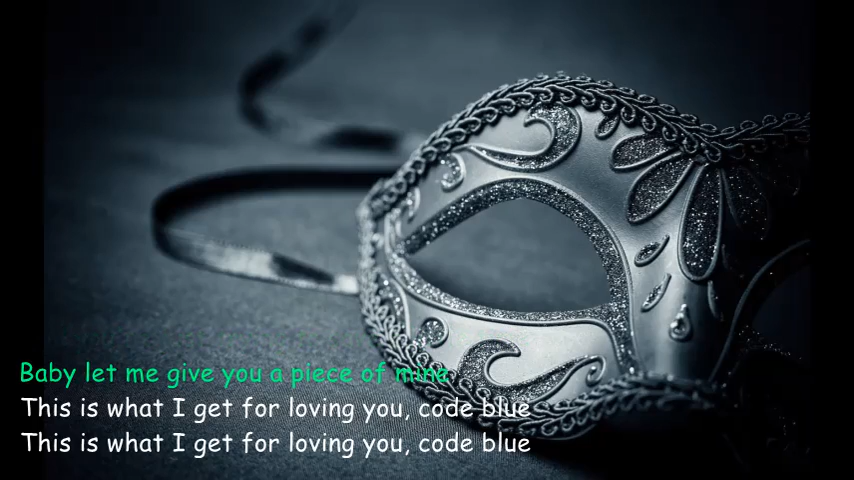 Baby let me give you a piece of mine
This is what I get for loving you, code blue
This is what I get for loving you, code blue